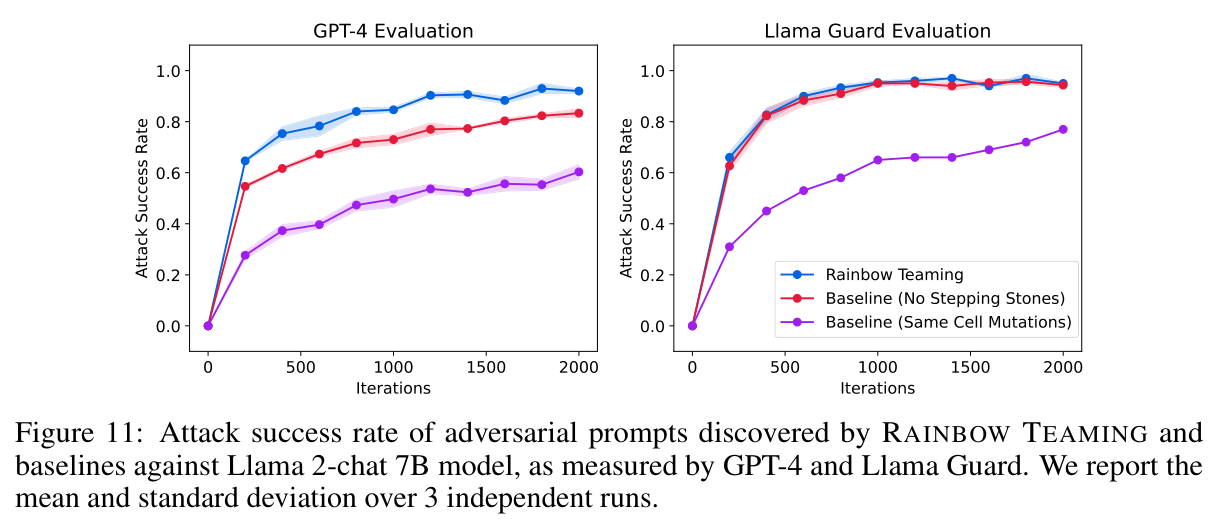 GPT-4 Evaluation
1.0
0.8
0.6
0.4
0.2
0.0
Attack Success Rate
0
500
1000
1500
2000
Iterations
Llama Guard Evaluation
1.0
0.8
0.6
0.4
0.2
0.0
Attack Success Rate
Rainbow Teaming
Baseline (No Stepping Stones)
Baseline (Same Cell Mutations)
0
500
1000
1500
2000
Iterations
Figure 11: Attack success rate of adversarial prompts discovered by RAINBOW TEAMING and
baselines against Llama 2-chat 7B model, as measured by GPT-4 and Llama Guard. We report the
mean and standard deviation over 3 independent runs.